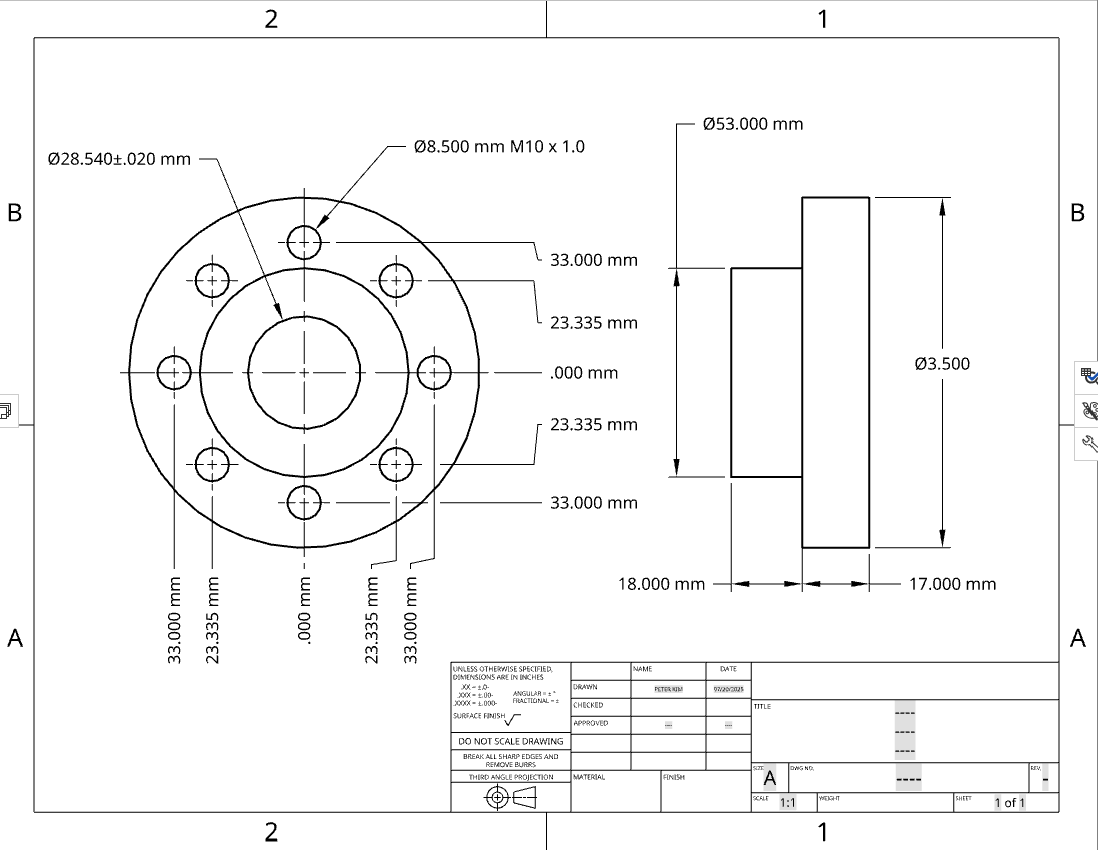 2
1
Ø53.000 mm
Ø8.500 mm M10 x 1.0
Ø28.540±.020 mm
B
B
33.000 mm
23.335 mm
Ø3.500
.000 mm
23.335 mm
33.000 mm
18.000 mm
17.000 mm
33.000 mm
23.335 mm
.000 mm
23.335 mm
33.000 mm
A
A
UNLESS OTHERWISE SPECIFIED,
DIMENSIONS ARE IN INCHES
.XX = ±.0-
.XXX = ±.00-
.XXXX = ±.000-
ANGULAR = ± °
FRACTIONAL = ±
SURFACE FINISH
DO NOT SCALE DRAWING
BREAK ALL SHARP EDGES AND
REMOVE BURRS
THIRD ANGLE PROJECTION
NAME
DATE
DRAWN
PETER KIM
07/20/2025
CHECKED
APPROVED
---
---
MATERIAL
FINISH
TITLE
----
----
----
SIZE
A
DWG NO.
----
REV.
-
SCALE
1:1
WEIGHT
SHEET
1 of 1
2
1